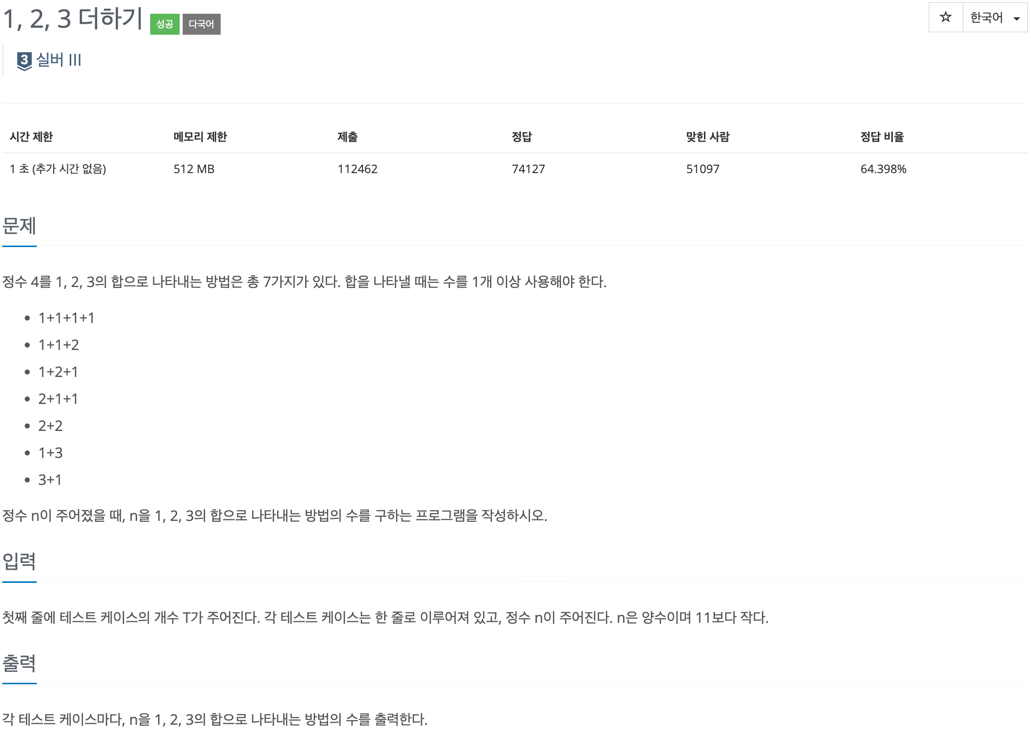 1, 2, 3 더하기 성공 다국어
☆ 한국어
3 실버 III
시간 제한 메모리 제한 제출 정답 맞힌 사람 정답 비율
1 초 (추가 시간 없음) 512 MB 112462 74127 51097 64.398%
문제
정수 4를 1, 2, 3의 합으로 나타내는 방법은 총 7가지가 있다. 합을 나타낼 때는 수를 1개 이상 사용해야 한다.
• 1+1+1+1
• 1+1+2
• 1+2+1
• 2+1+1
• 2+2
• 1+3
• 3+1
정수 n이 주어졌을 때, n을 1, 2, 3의 합으로 나타내는 방법의 수를 구하는 프로그램을 작성하시오.
입력
첫째 줄에 테스트 케이스의 개수 T가 주어진다. 각 테스트 케이스는 한 줄로 이루어져 있고, 정수 n이 주어진다. n은 양수이며 11보다 작다.
출력
각 테스트 케이스마다, n을 1, 2, 3의 합으로 나타내는 방법의 수를 출력한다.